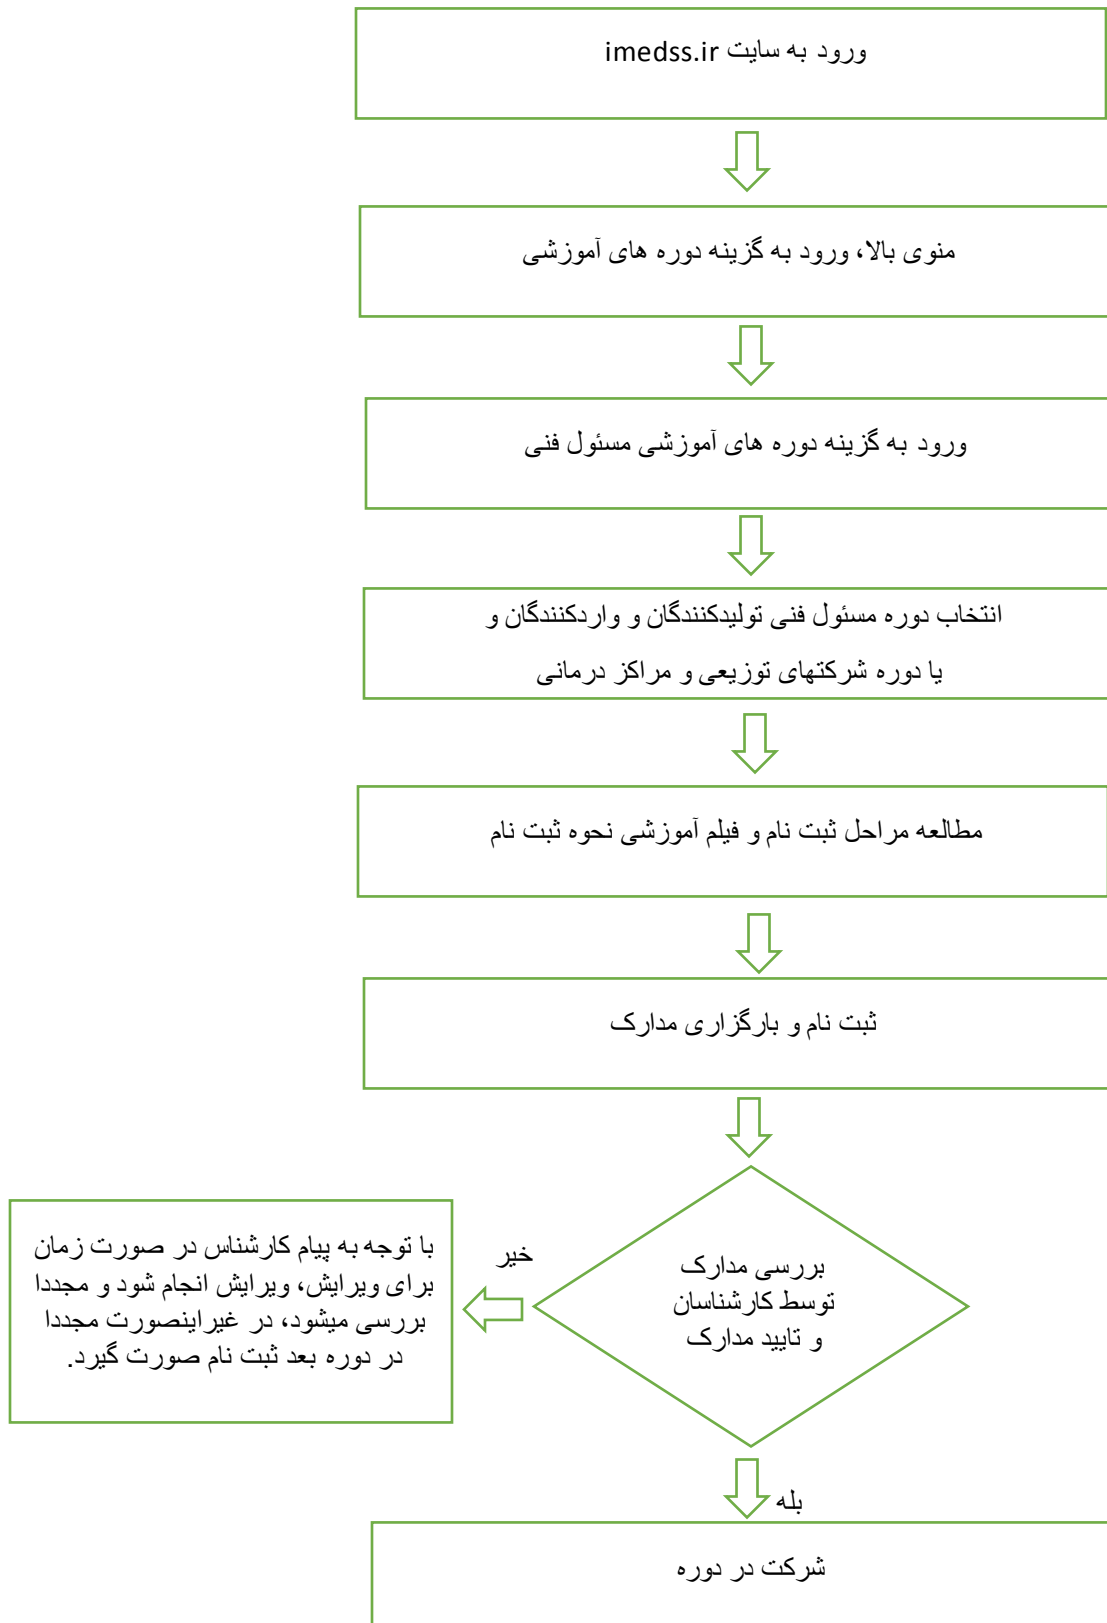 ورود به سایت imedss.ir
منوی بالا، ورود به گزینه دوره های آموزشی
ورود به گزینه دوره های آموزشی مسئول فنی
انتخاب دوره مسئول فنی تولیدکنندگان و واردکنندگان و
یا دوره شرکتهای توزیعی و مراکز درمانی
مطالعه مراحل ثبت نام و فیلم آموزشی نحوه ثبت نام
ثبت نام و بارگزاری مدارک
بررسی مدارک
توسط کارشناسان
و تایید مدارک
خیر
با توجه به پیام کارشناس در صورت زمان
برای ویرایش، ویرایش انجام شود و مجددا
بررسی میشود، در غیراینصورت مجددا
در دوره بعد ثبت نام صورت گیرد.
بله
شرکت در دوره